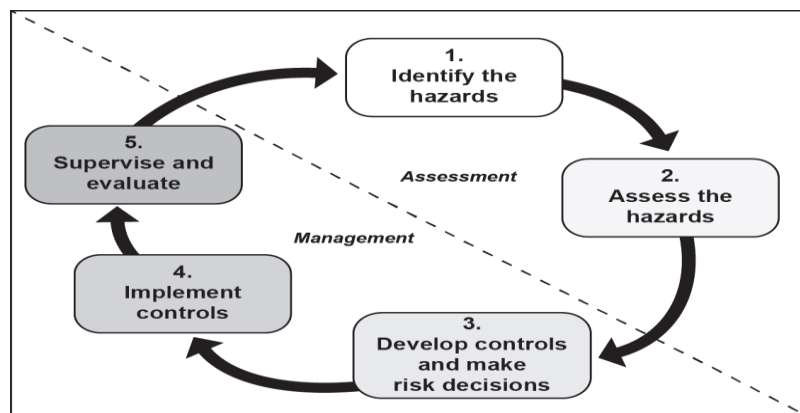 1.
Identify the
hazards
2.
Assess the
hazards
3.
Develop controls
and make
risk decisions
4.
Implement
controls
5.
Supervise and
evaluate
Assessment
Management